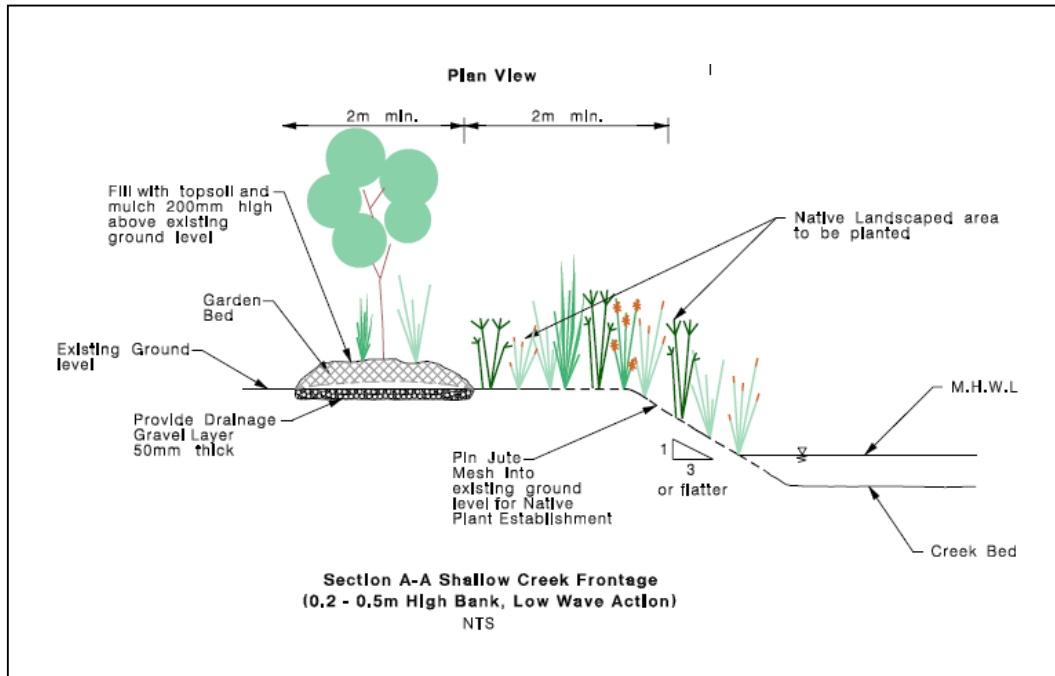 Plan View
2m min.
2m min.
Fill with topsoil and
mulch 200mm high
above existing
ground level
Native Landscaped area
to be planted
Garden
Bed
Existing Ground
level
M.H.W.L
Provide Drainage
Gravel Layer
50mm thick
Pin Jute
Mesh into
existing ground
level for Native
Plant Establishment
1
3
or flatter
Creek Bed
Section A-A Shallow Creek Frontage
(0.2 - 0.5m High Bank, Low Wave Action)
NTS